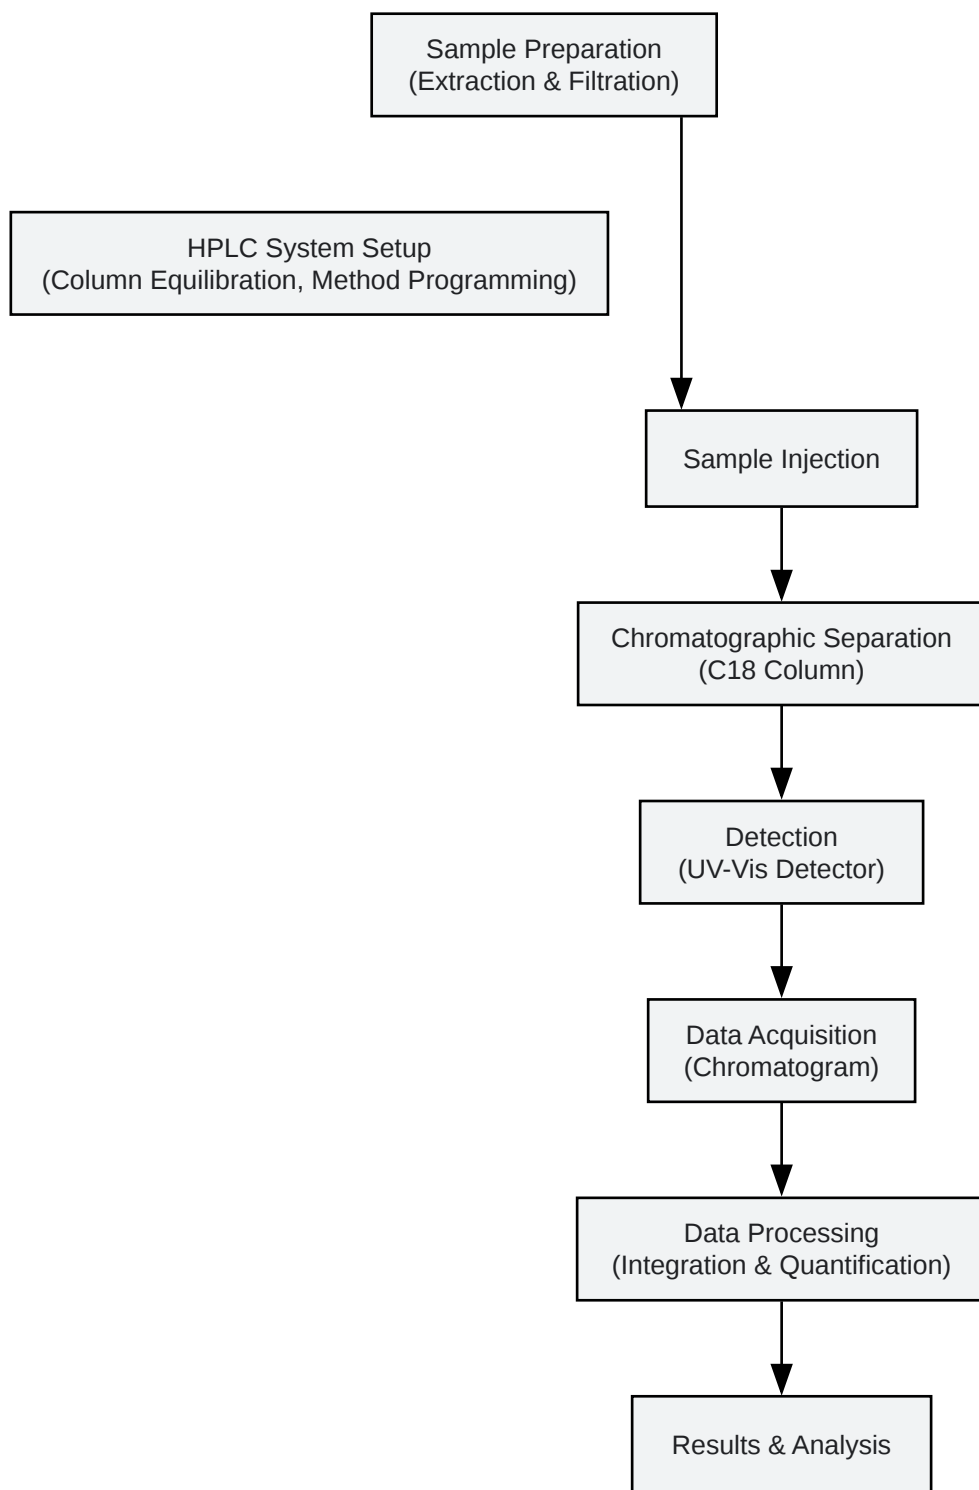 Sample Preparation
(Extraction & Filtration)
HPLC System Setup
(Column Equilibration, Method Programming)
Sample Injection
Chromatographic Separation
(C18 Column)
Detection
(UV-Vis Detector)
Data Acquisition
(Chromatogram)
Data Processing
(Integration & Quantification)
Results & Analysis